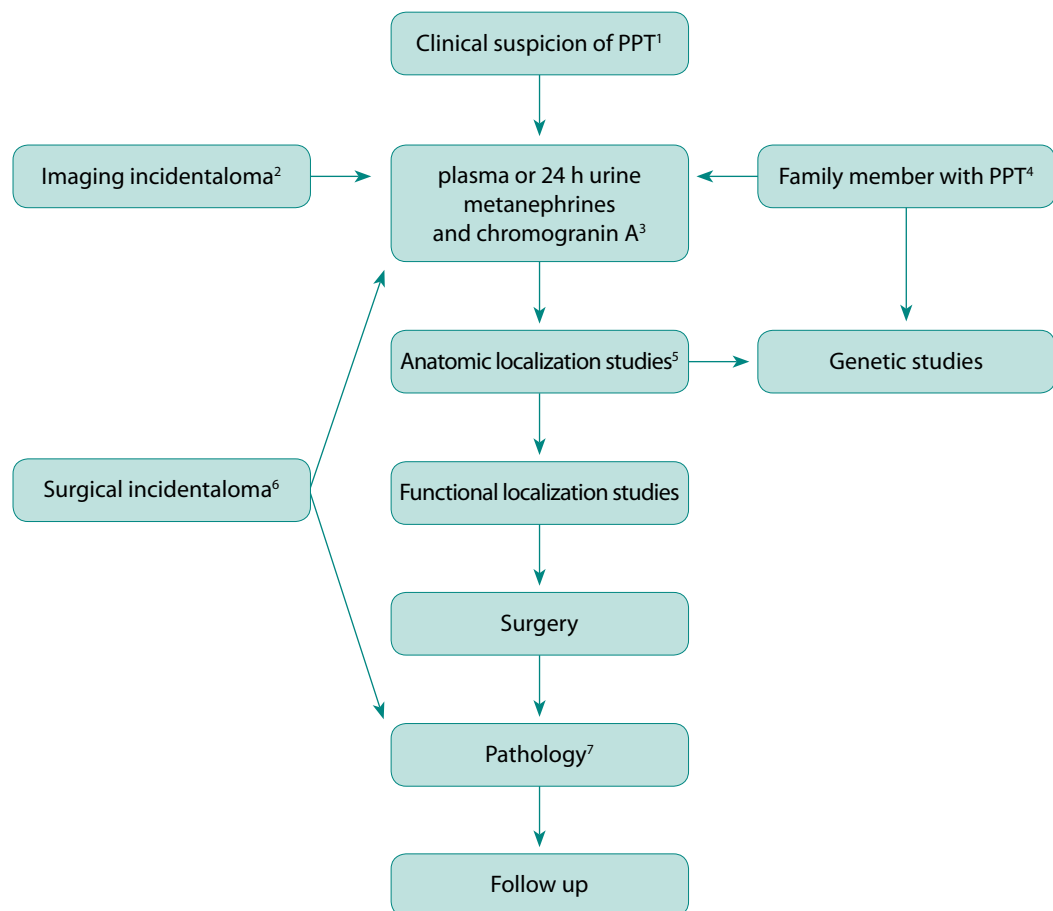 Clinical suspicion of PPT¹
Imaging incidentaloma²
plasma or 24 h urine
metanephrines
and chromogranin A³
Family member with PPT⁴
Anatomic localization studies⁵
Genetic studies
Surgical incidentaloma⁶
Functional localization studies
Surgery
Pathology⁷
Follow up